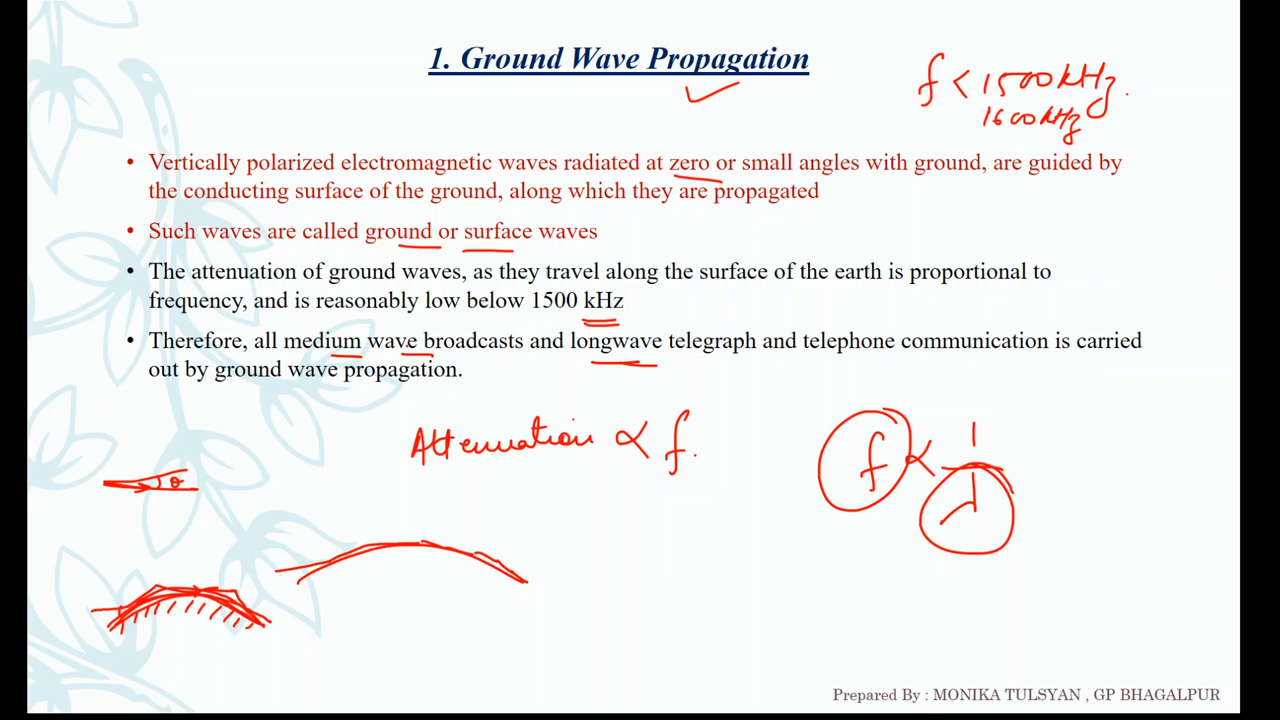 1. Ground Wave Propagation
f < 1500 kHz.
1600 kHz
• Vertically polarized electromagnetic waves radiated at zero or small angles with ground, are guided by
the conducting surface of the ground, along which they are propagated
• Such waves are called ground or surface waves
• The attenuation of ground waves, as they travel along the surface of the earth is proportional to
frequency, and is reasonably low below 1500 kHz
• Therefore, all medium wave broadcasts and longwave telegraph and telephone communication is carried
out by ground wave propagation.
Attenuation ∝ f.
f ∝ 1/λ
θ
Prepared By : MONIKA TULSYAN , GP BHAGALPUR